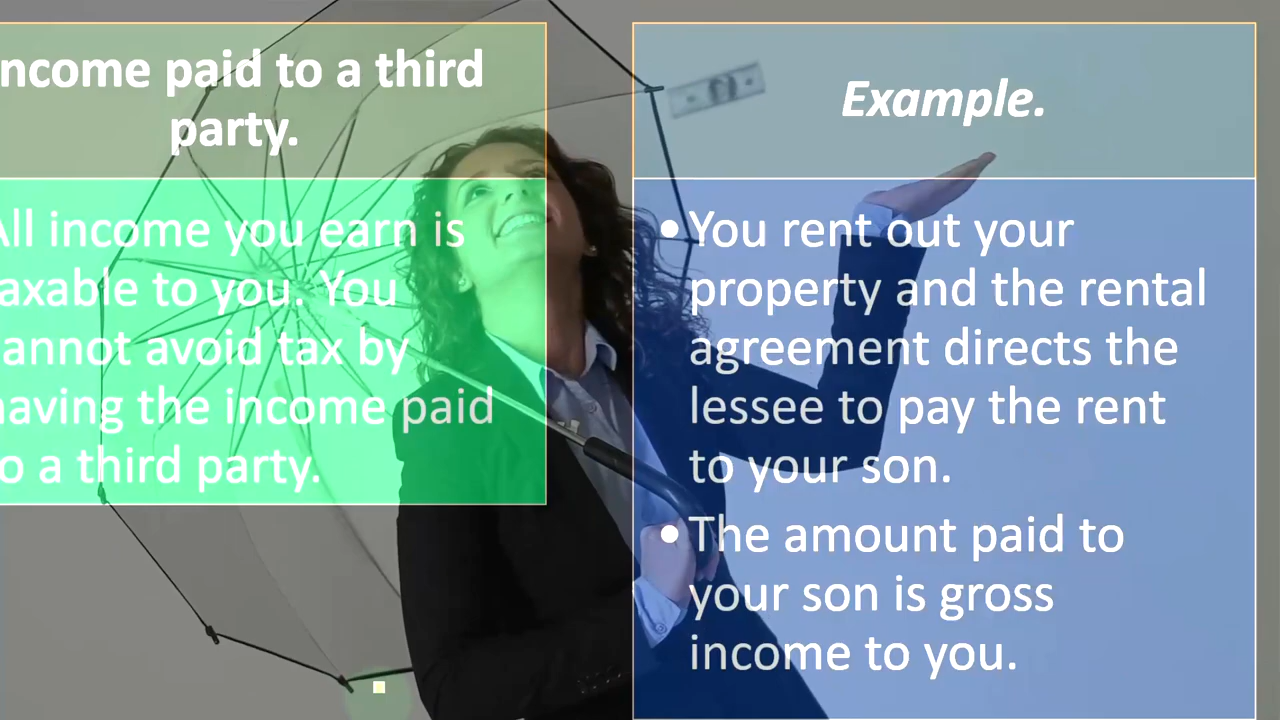 ncome paid to a third
party.
All income you earn is
axable to you. You
annot avoid tax by
having the income paid
o a third party.
Example.
•You rent out your
property and the rental
agreement directs the
lessee to pay the rent
to your son.
•The amount paid to
your son is gross
income to you.